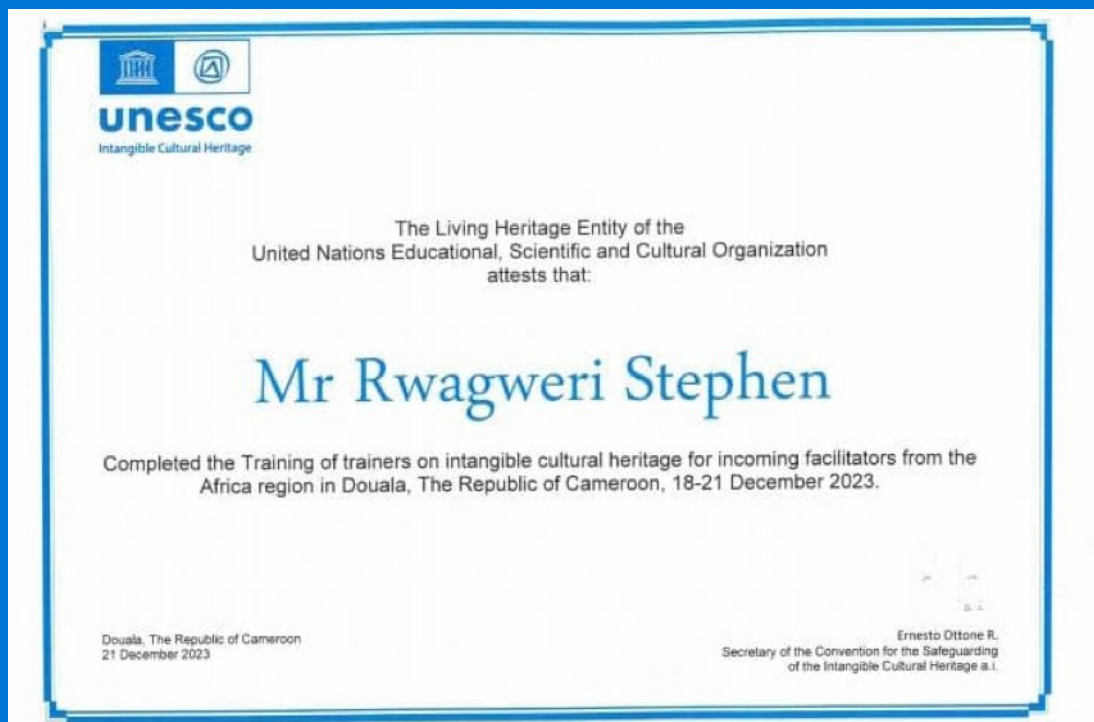 unesco
Intangible Cultural Heritage
The Living Heritage Entity of the
United Nations Educational, Scientific and Cultural Organization
attests that:
Mr Rwagweri Stephen
Completed the Training of trainers on intangible cultural heritage for incoming facilitators from the
Africa region in Douala, The Republic of Cameroon, 18-21 December 2023.
Douala, The Republic of Cameroon
21 December 2023
Ernesto Ottone R.
Secretary of the Convention for the Safeguarding
of the Intangible Cultural Heritage a.i.